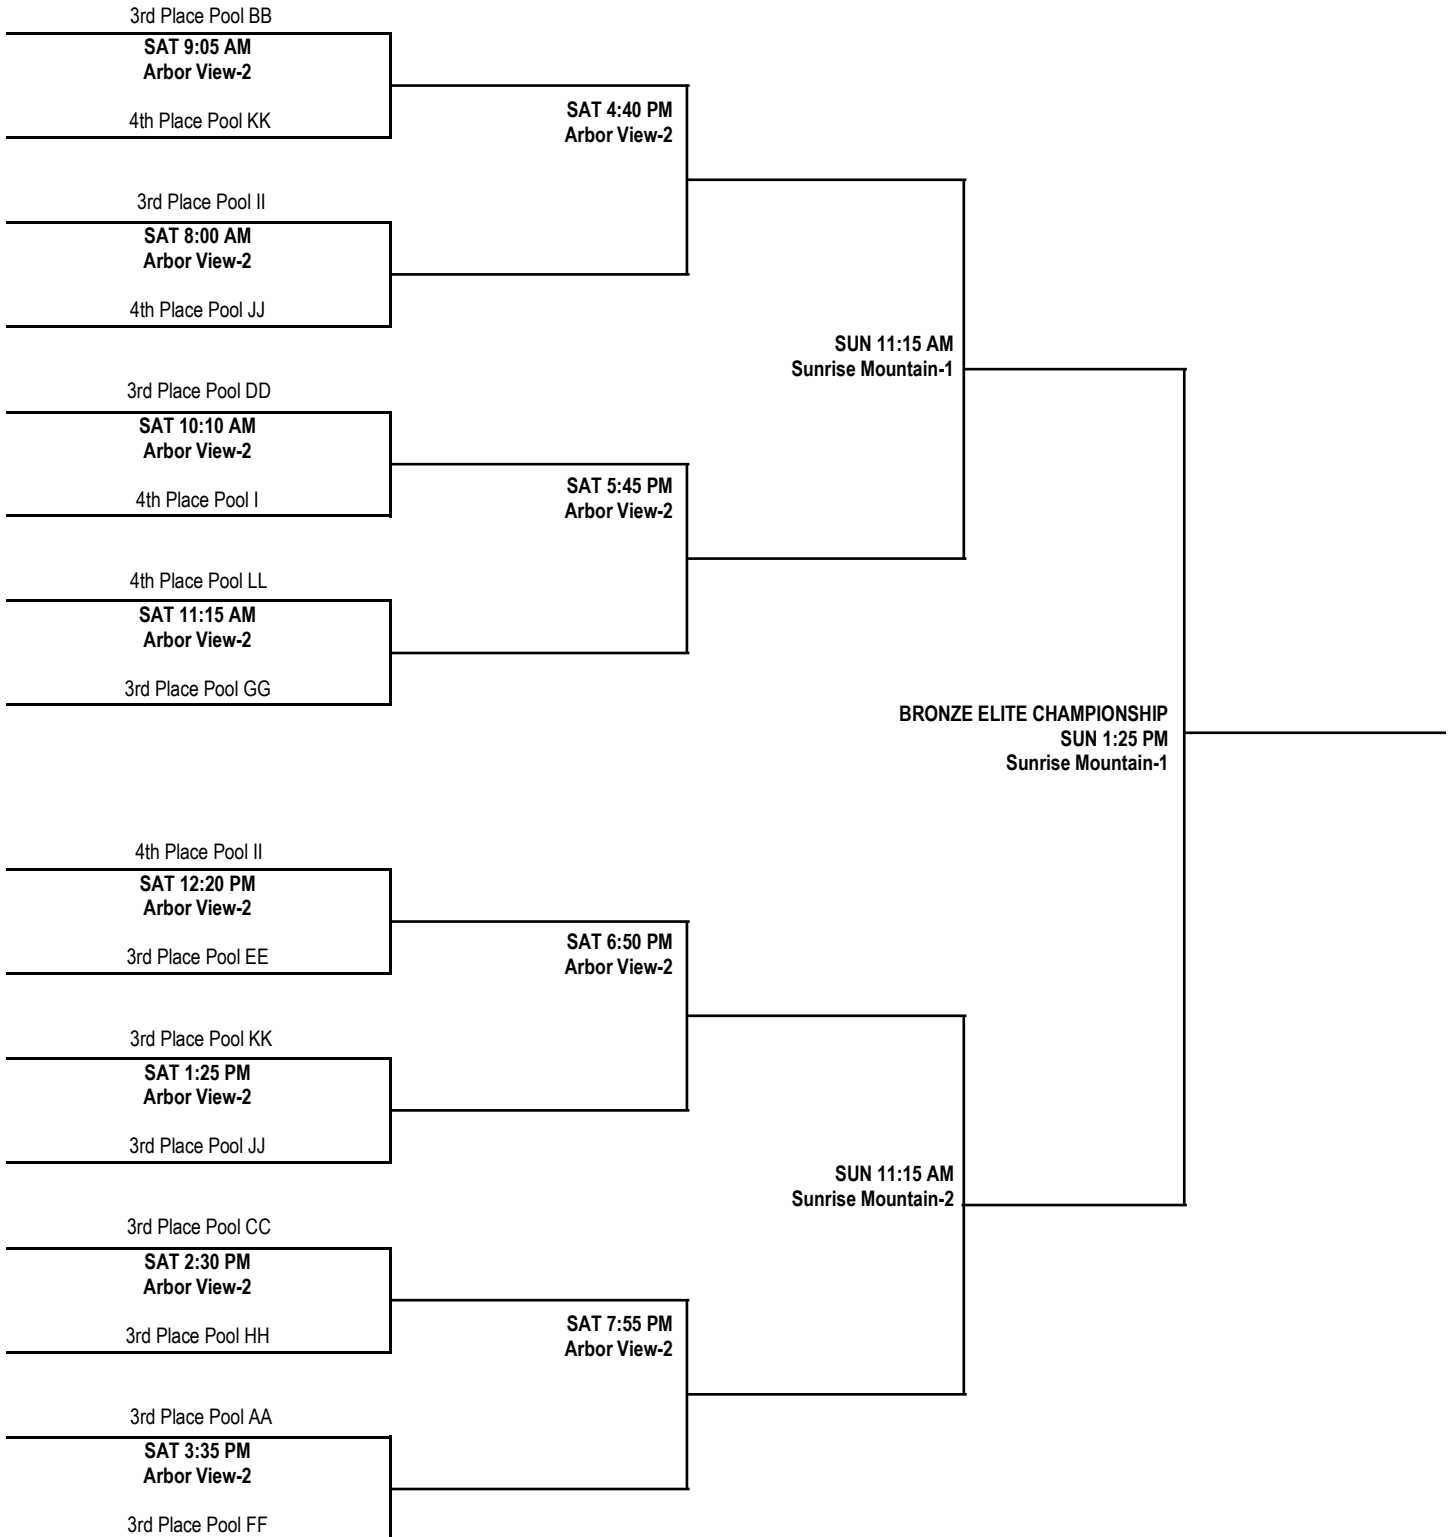 3rd Place Pool BB
SAT 9:05 AM
Arbor View-2
4th Place Pool KK
SAT 4:40 PM
Arbor View-2
3rd Place Pool II
SAT 8:00 AM
Arbor View-2
4th Place Pool JJ
SUN 11:15 AM
Sunrise Mountain-1
3rd Place Pool DD
SAT 10:10 AM
Arbor View-2
4th Place Pool I
SAT 5:45 PM
Arbor View-2
4th Place Pool LL
SAT 11:15 AM
Arbor View-2
3rd Place Pool GG
BRONZE ELITE CHAMPIONSHIP
SUN 1:25 PM
Sunrise Mountain-1
4th Place Pool II
SAT 12:20 PM
Arbor View-2
3rd Place Pool EE
SAT 6:50 PM
Arbor View-2
3rd Place Pool KK
SAT 1:25 PM
Arbor View-2
3rd Place Pool JJ
SUN 11:15 AM
Sunrise Mountain-2
3rd Place Pool CC
SAT 2:30 PM
Arbor View-2
3rd Place Pool HH
SAT 7:55 PM
Arbor View-2
3rd Place Pool AA
SAT 3:35 PM
Arbor View-2
3rd Place Pool FF